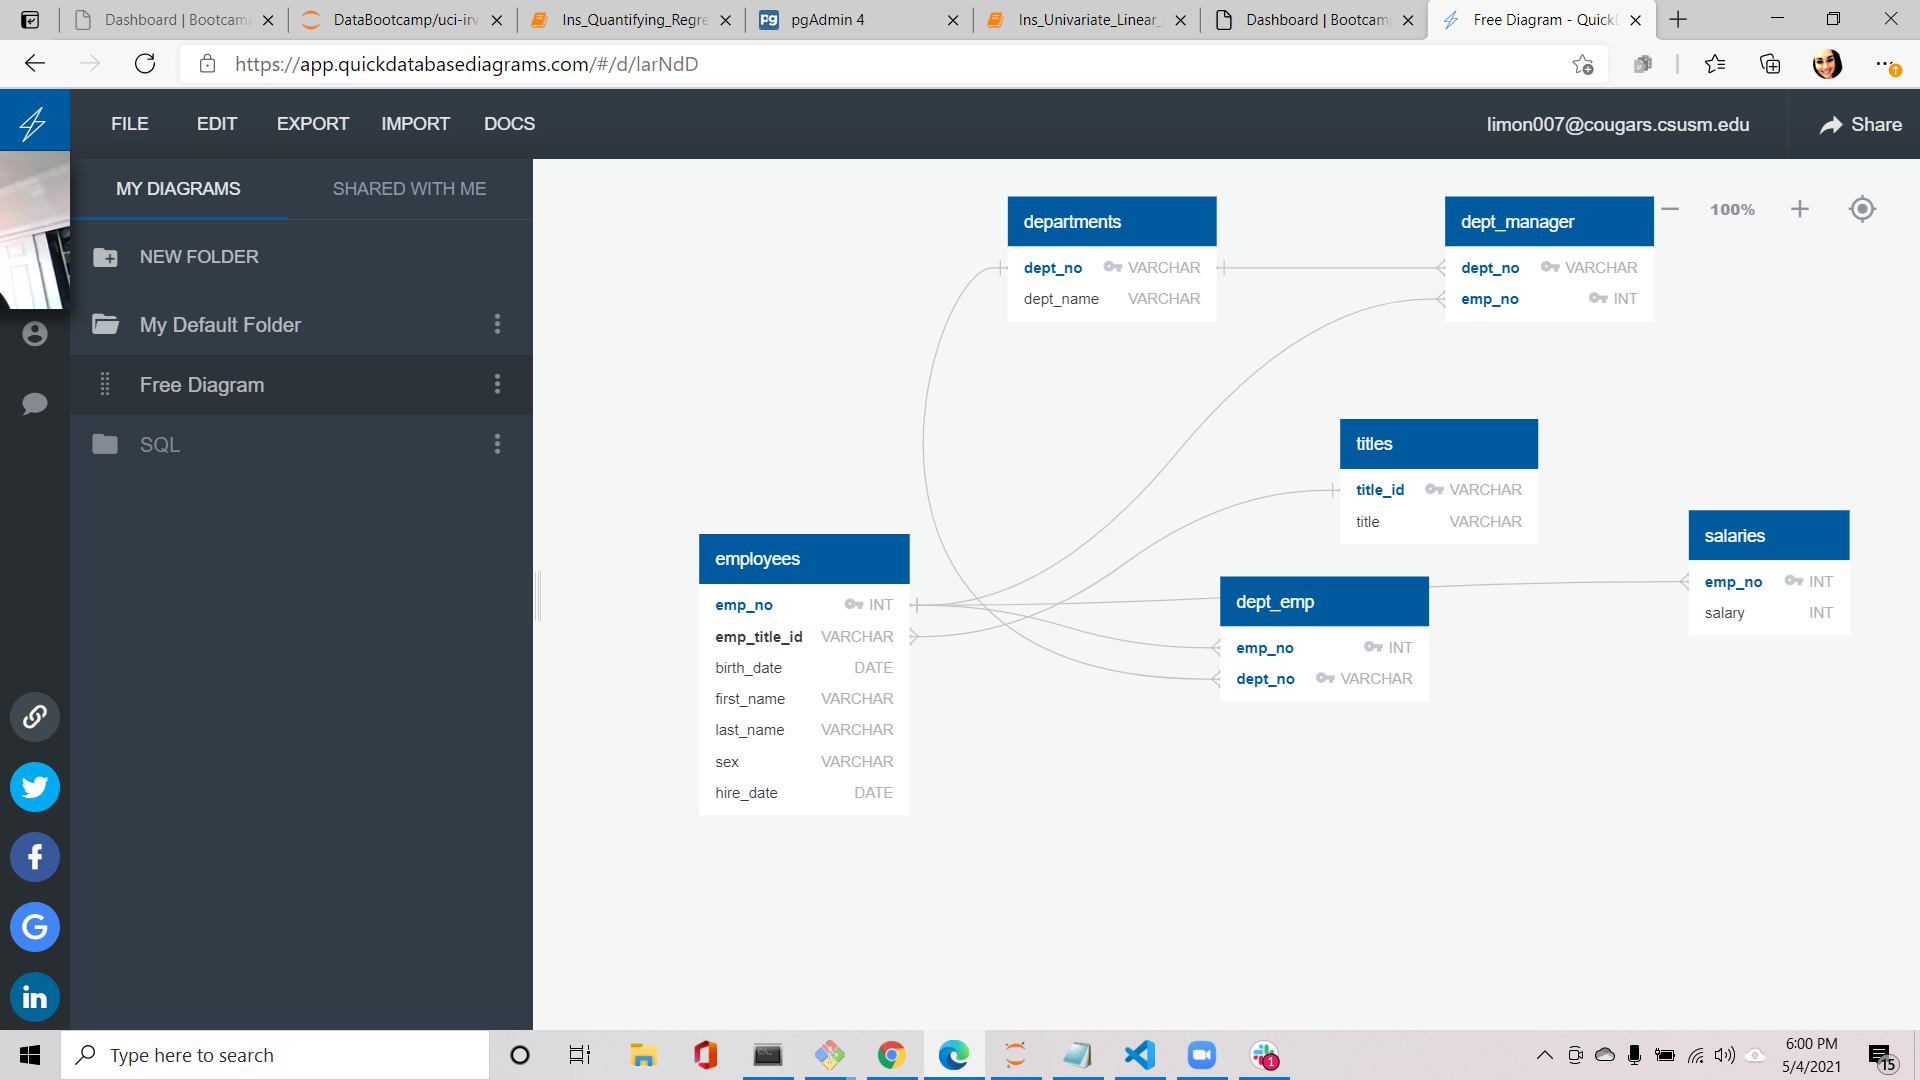 Dashboard | Bootcam
DataBootcamp/uci-irv
Ins_Quantifying_Regre
pgAdmin 4
Ins_Univariate_Linear_
Dashboard | Bootcam
Free Diagram - Quick
https://app.quickdatabasediagrams.com/#/d/larNdD
FILE EDIT EXPORT IMPORT DOCS
limon007@cougars.csusm.edu
Share
MY DIAGRAMS
SHARED WITH ME
NEW FOLDER
My Default Folder
Free Diagram
SQL
100%
departments
dept_no VARCHAR
dept_name VARCHAR
dept_manager
dept_no VARCHAR
emp_no INT
titles
title_id VARCHAR
title VARCHAR
salaries
emp_no INT
salary INT
employees
emp_no INT
emp_title_id VARCHAR
birth_date DATE
first_name VARCHAR
last_name VARCHAR
sex VARCHAR
hire_date DATE
dept_emp
emp_no INT
dept_no VARCHAR
Type here to search
6:00 PM
5/4/2021
1
15